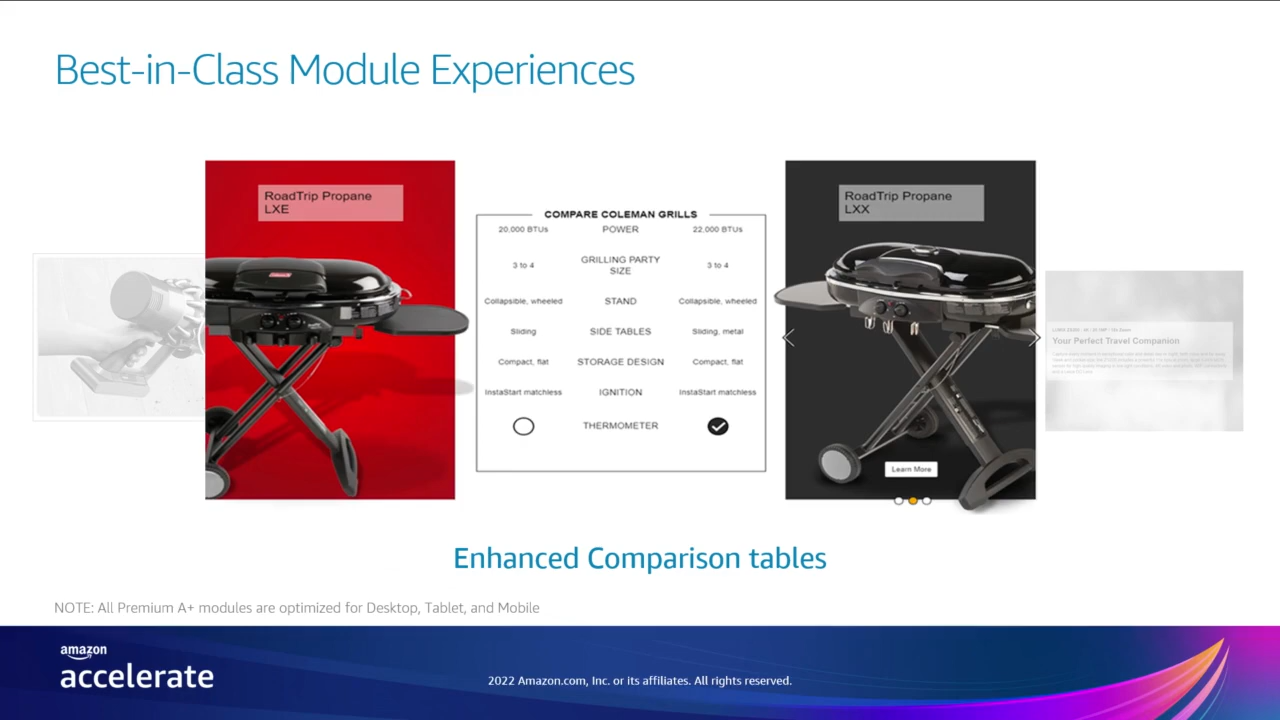 Best-in-Class Module Experiences
RoadTrip Propane
LXE
COMPARE COLEMAN GRILLS
20,000 BTUs POWER 22,000 BTUs
3 to 4 GRILLING PARTY SIZE 3 to 4
Collapsible, wheeled STAND Collapsible, wheeled
Sliding SIDE TABLES Sliding, metal
Compact, flat STORAGE DESIGN Compact, flat
InstaStart matchless IGNITION InstaStart matchless
THERMOMETER
RoadTrip Propane
LXX
Learn More
Your Perfect Travel Companion
Enhanced Comparison tables
NOTE: All Premium A+ modules are optimized for Desktop, Tablet, and Mobile
amazon
accelerate
2022 Amazon.com, Inc. or its affiliates. All rights reserved.